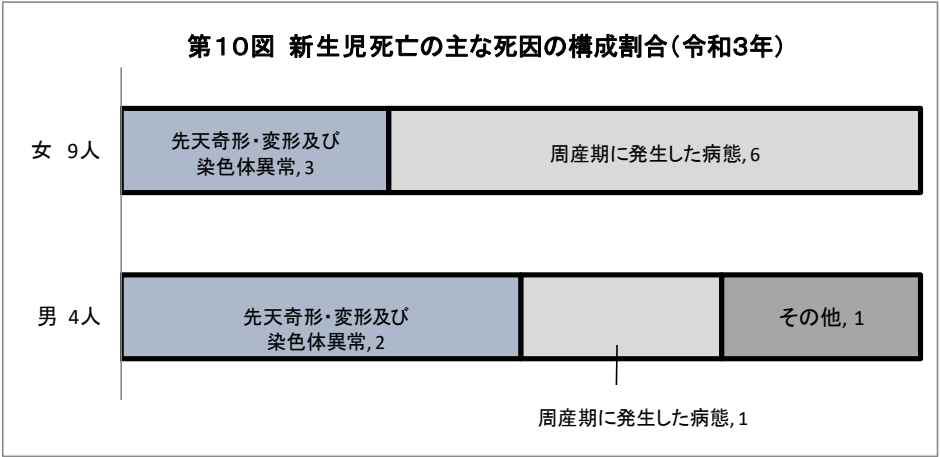 第10図 新生児死亡の主な死因の構成割合(令和3年)
女 9人
先天奇形・変形及び
染色体異常, 3
周産期に発生した病態, 6
男 4人
先天奇形・変形及び
染色体異常, 2
その他, 1
周産期に発生した病態, 1